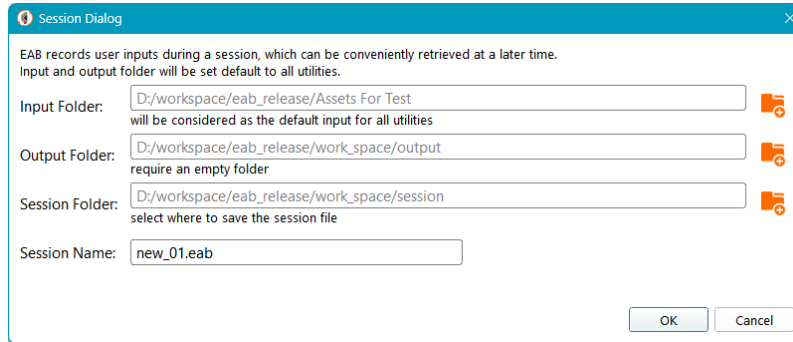 Session Dialog
EAB records user inputs during a session, which can be conveniently retrieved at a later time.
Input and output folder will be set default to all utilities.
Input Folder: D:/workspace/eab_release/Assets For Test
will be considered as the default input for all utilities
Output Folder: D:/workspace/eab_release/work_space/output
require an empty folder
Session Folder: D:/workspace/eab_release/work_space/session
select where to save the session file
Session Name: new_01.eab
OK Cancel